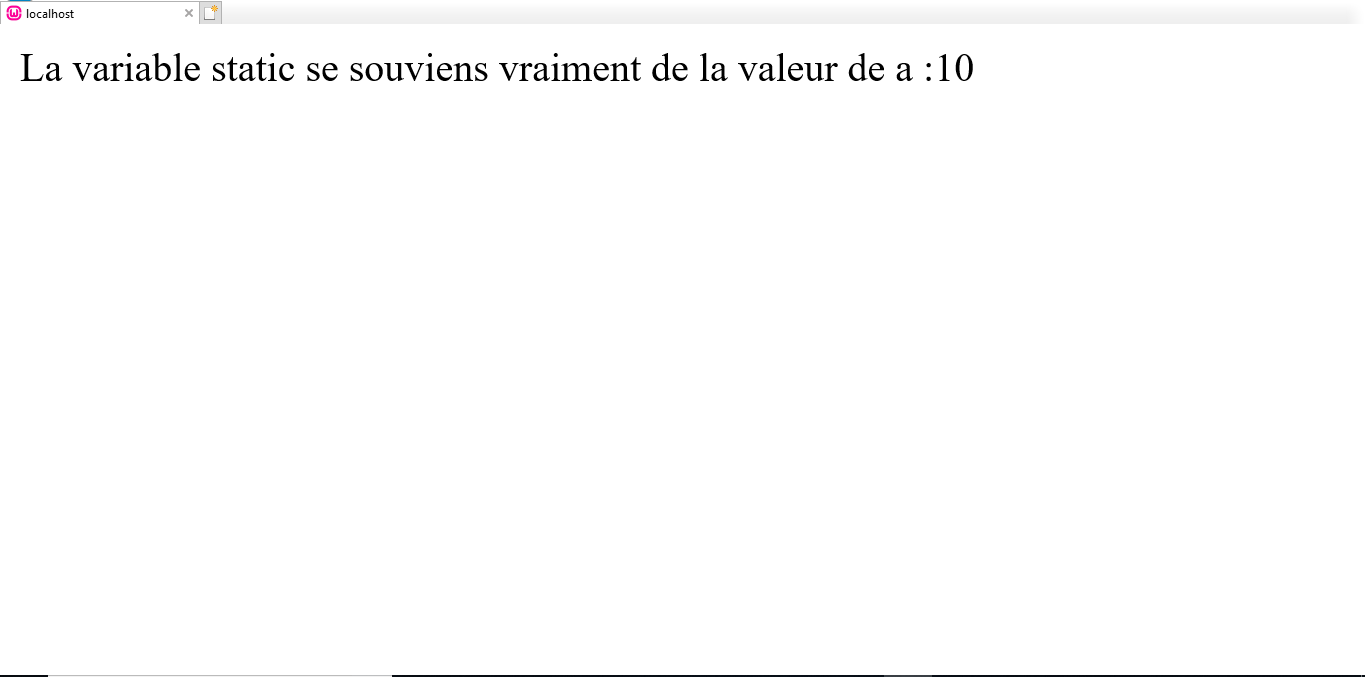 localhost
La variable static se souviens vraiment de la valeur de a :10